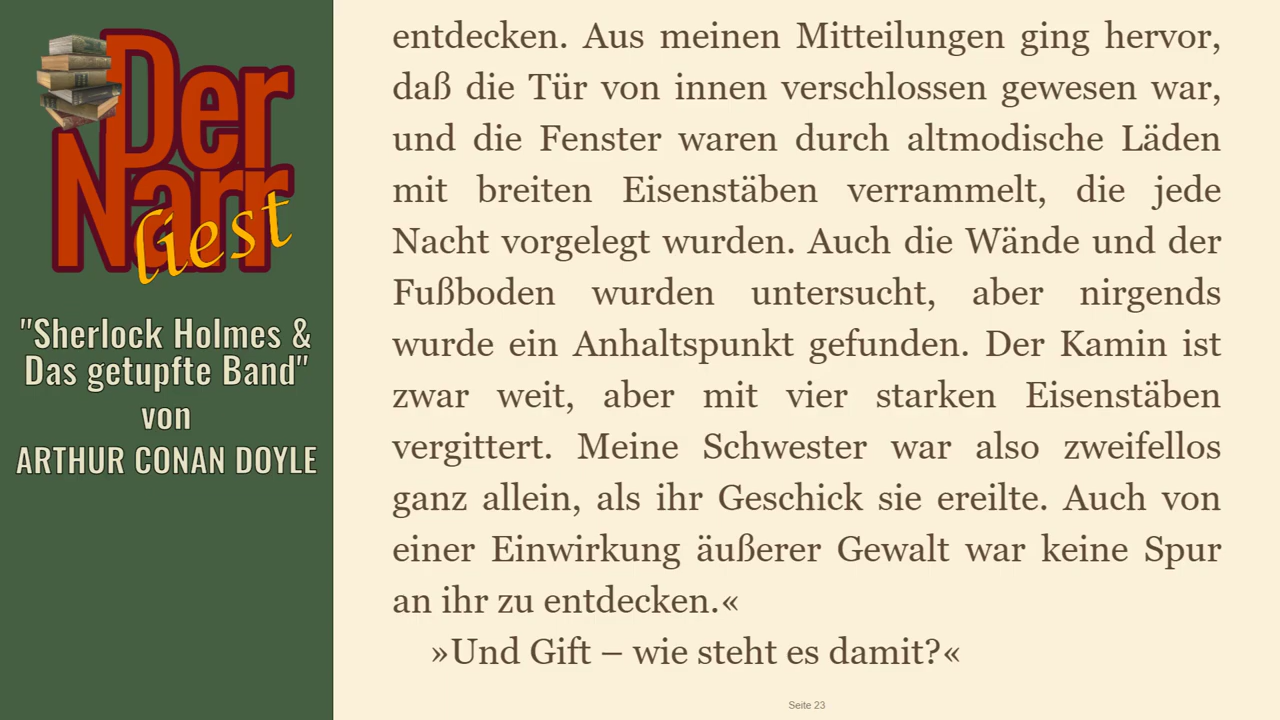 Der
Narr
liest
"Sherlock Holmes &
Das getupfte Band"
von
ARTHUR CONAN DOYLE
entdecken. Aus meinen Mitteilungen ging hervor,
daß die Tür von innen verschlossen gewesen war,
und die Fenster waren durch altmodische Läden
mit breiten Eisenstäben verrammelt, die jede
Nacht vorgelegt wurden. Auch die Wände und der
Fußboden wurden untersucht, aber nirgends
wurde ein Anhaltspunkt gefunden. Der Kamin ist
zwar weit, aber mit vier starken Eisenstäben
vergittert. Meine Schwester war also zweifellos
ganz allein, als ihr Geschick sie ereilte. Auch von
einer Einwirkung äußerer Gewalt war keine Spur
an ihr zu entdecken.«
»Und Gift – wie steht es damit?«
Seite 23